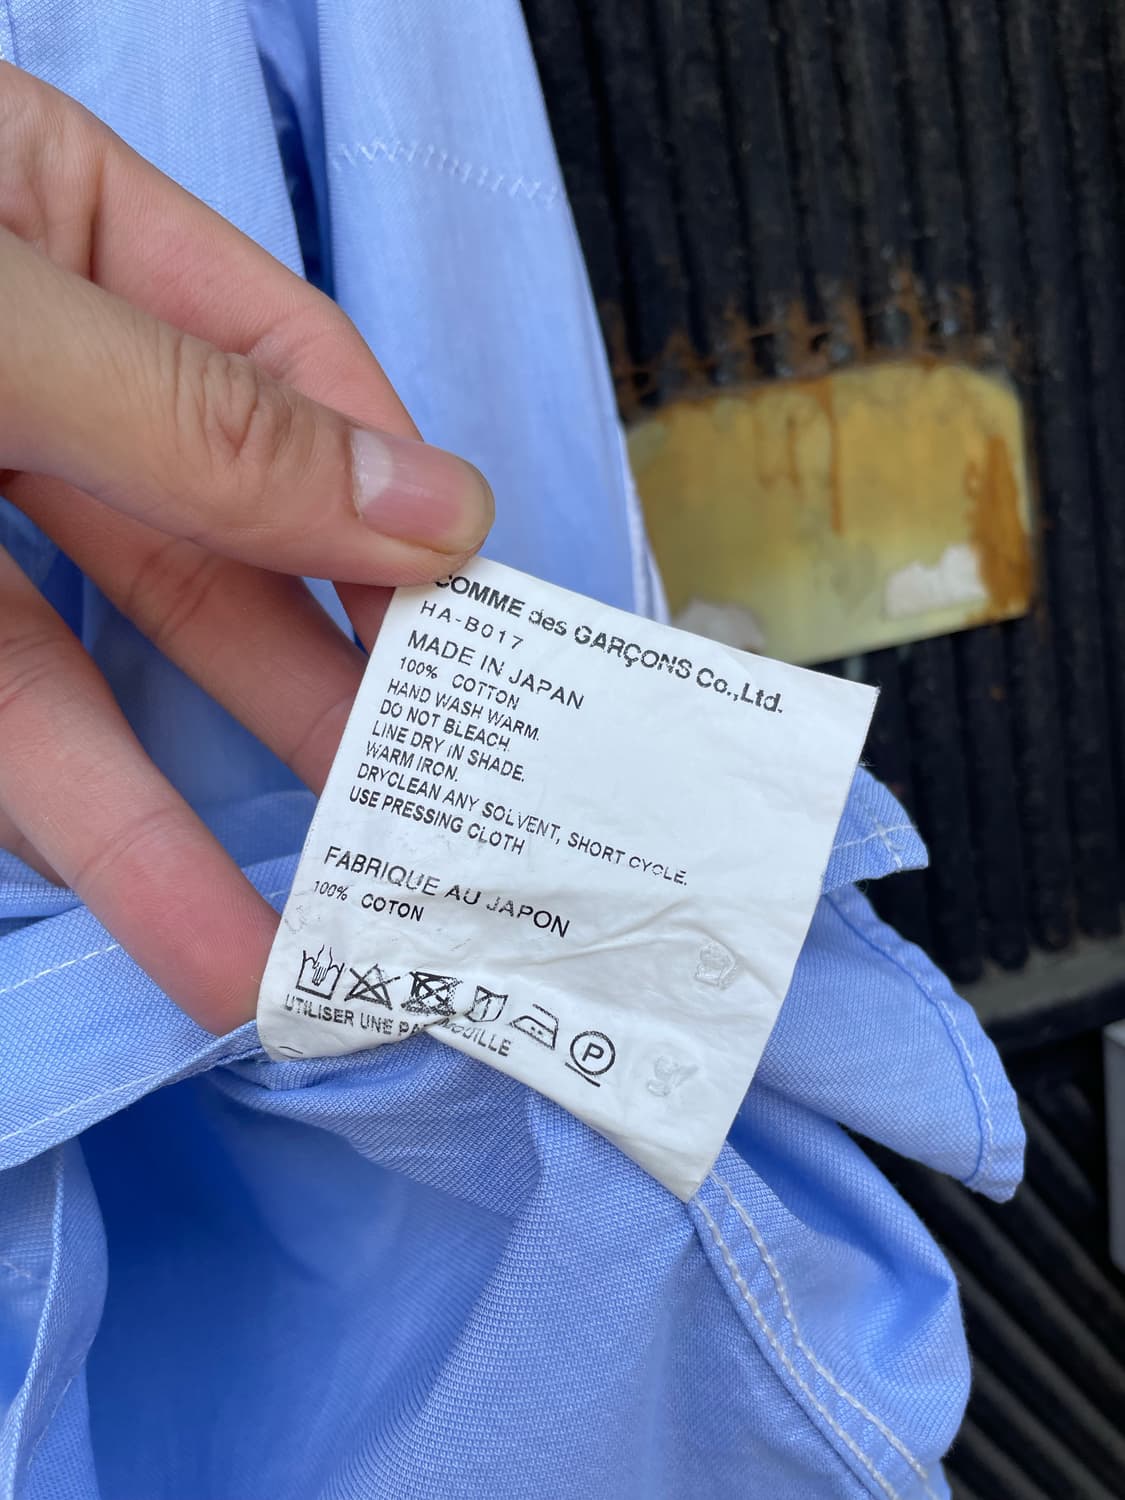 COMME des GARÇONS Co.,Ltd.
HA-B017
MADE IN JAPAN
100% COTTON
HAND WASH WARM.
DO NOT BLEACH.
LINE DRY IN SHADE.
WARM IRON.
DRYCLEAN ANY SOLVENT, SHORT CYCLE.
USE PRESSING CLOTH
FABRIQUE AU JAPON
100% COTON
P
UTILISER UNE